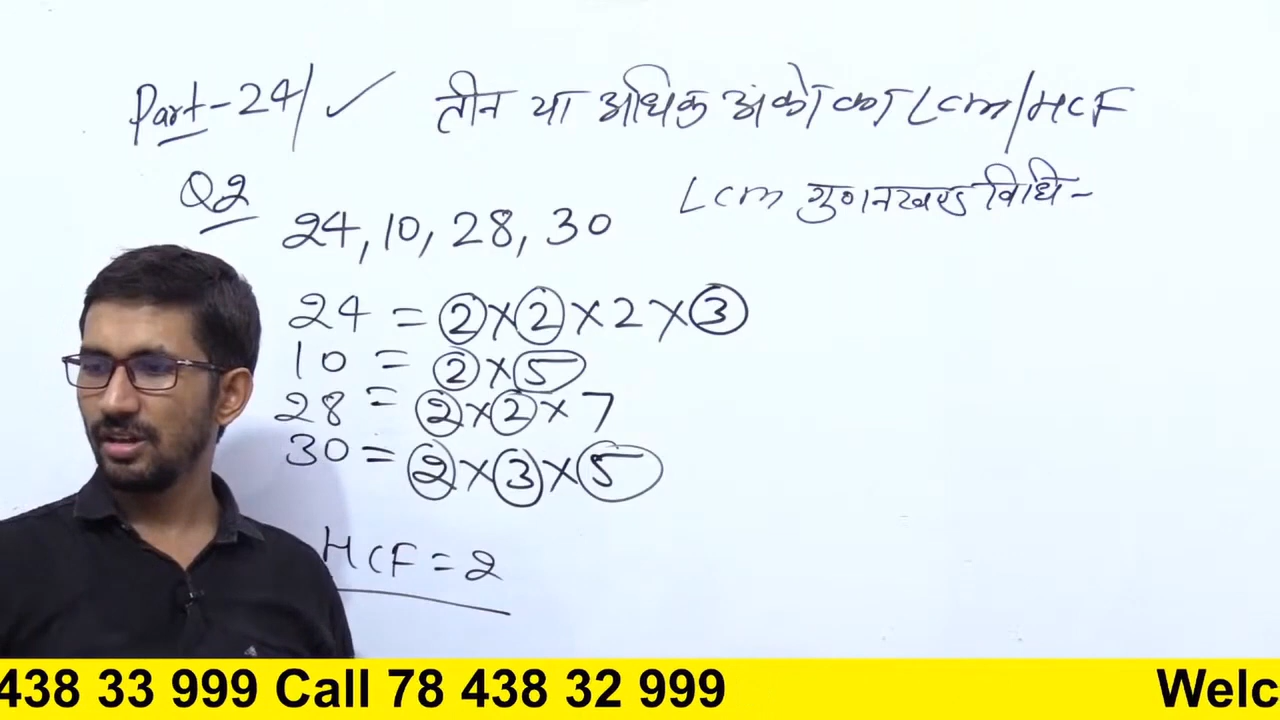 Part-24/ ✓ तीन या अधिक अंको का Lcm/HCF
Q2
Lcm गुणनखण्ड विधि-
24, 10, 28, 30
24 = 2×2×2×3
10 = 2×5
28 = 2×2×7
30 = 2×3×5
HCF = 2
438 33 999 Call 78 438 32 999 Welc